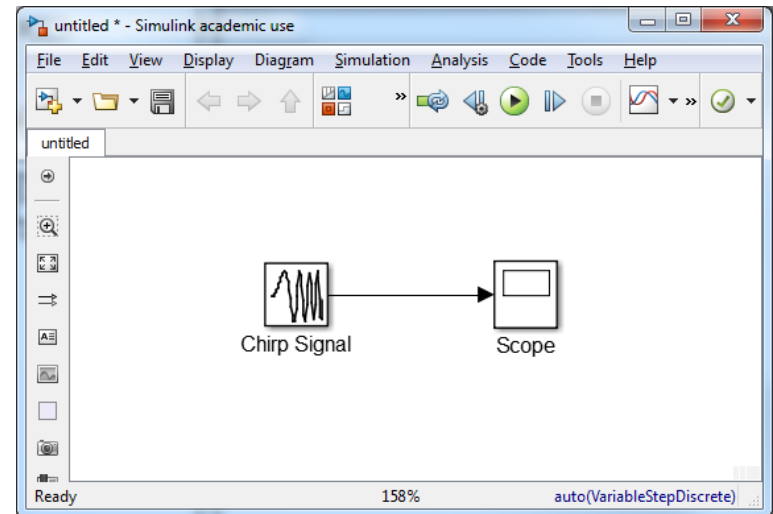 untitled * - Simulink academic use
File Edit View Display Diagram Simulation Analysis Code Tools Help
» »
untitled
A
Chirp Signal
Scope
Ready 158% auto(VariableStepDiscrete)